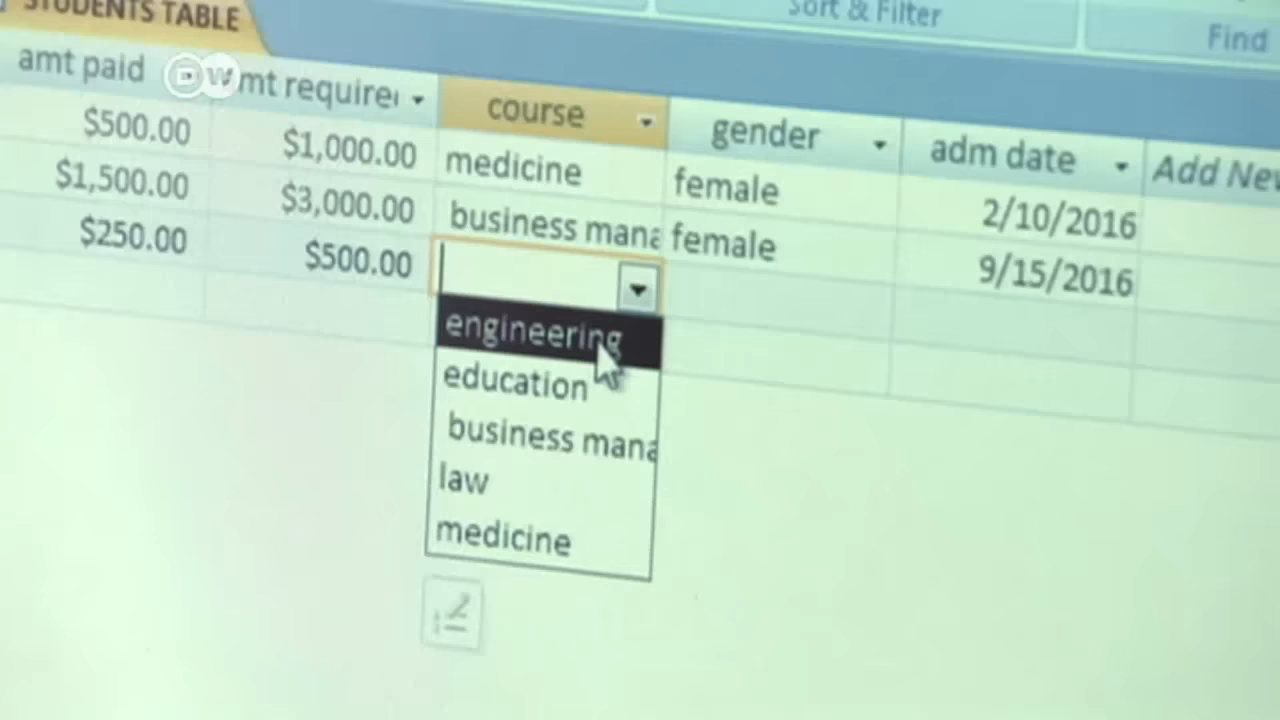 Sort & Filter
Find
STUDENTS TABLE
amt paid mt require course gender adm date Add New
DW
$500.00 $1,000.00 medicine female 2/10/2016
$1,500.00 $3,000.00 business mana female 9/15/2016
$250.00 $500.00
engineering
education
business mana
law
medicine